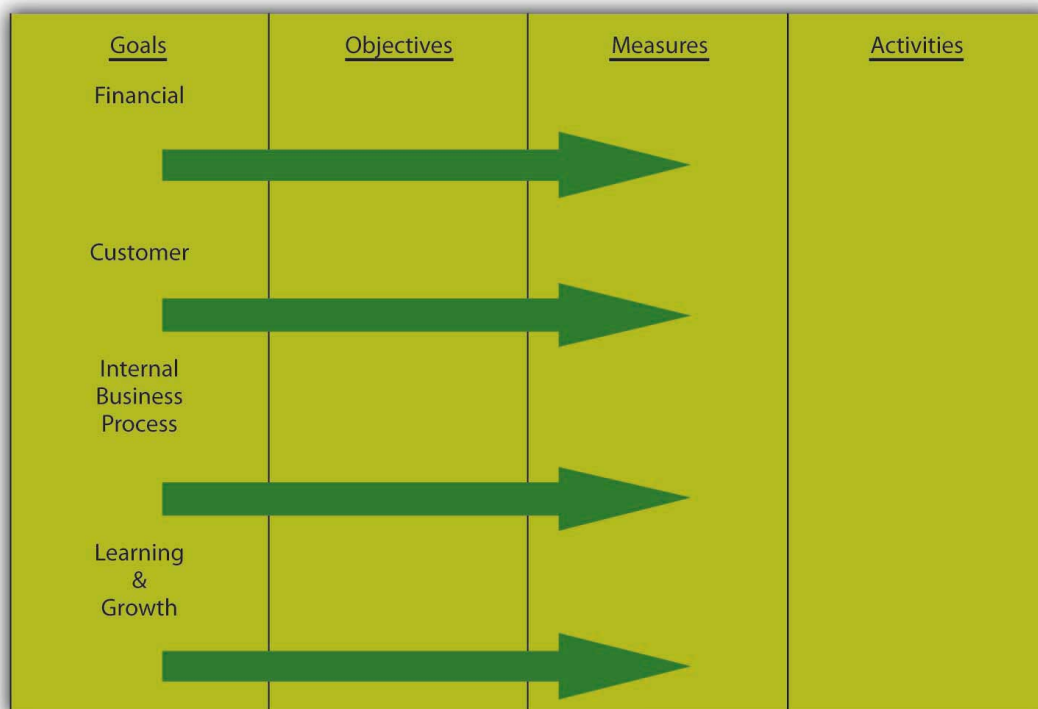 Goals
Objectives
Measures
Activities
Financial
Customer
Internal
Business
Process
Learning
&
Growth